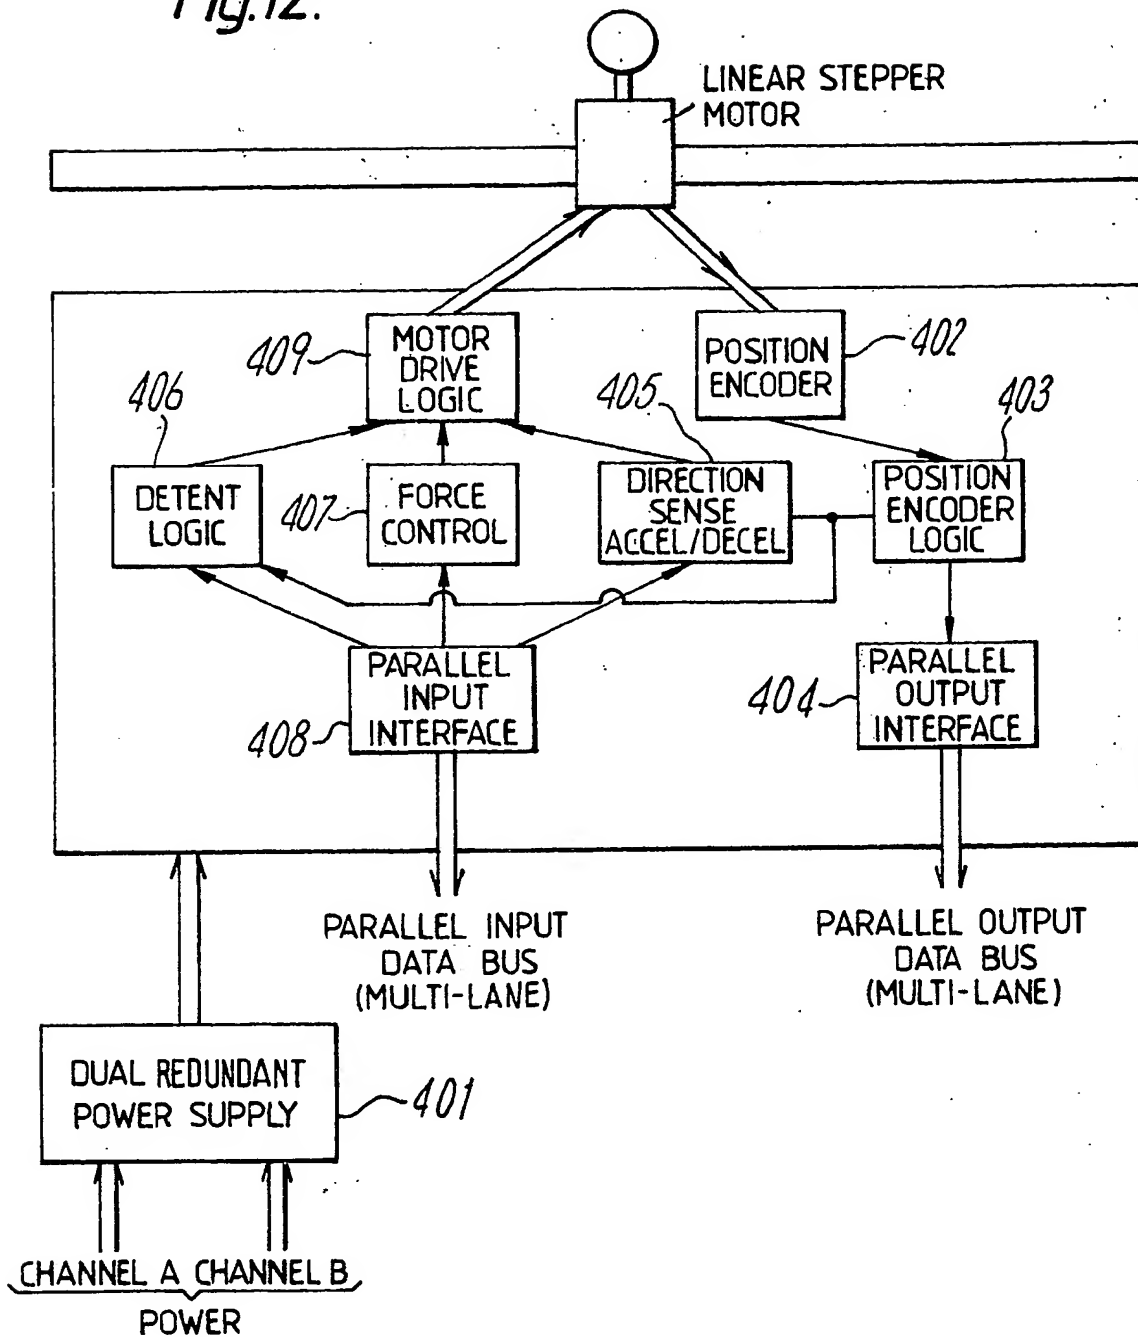 Fig.12.
LINEAR STEPPER
MOTOR
409
MOTOR
DRIVE
LOGIC
POSITION
ENCODER
402
406
405
403
DETENT
LOGIC
407
FORCE
CONTROL
DIRECTION
SENSE
ACCEL/DECEL
POSITION
ENCODER
LOGIC
408
PARALLEL
INPUT
INTERFACE
404
PARALLEL
OUTPUT
INTERFACE
PARALLEL INPUT
DATA BUS
(MULTI-LANE)
PARALLEL OUTPUT
DATA BUS
(MULTI-LANE)
DUAL REDUNDANT
POWER SUPPLY
401
CHANNEL A CHANNEL B
POWER